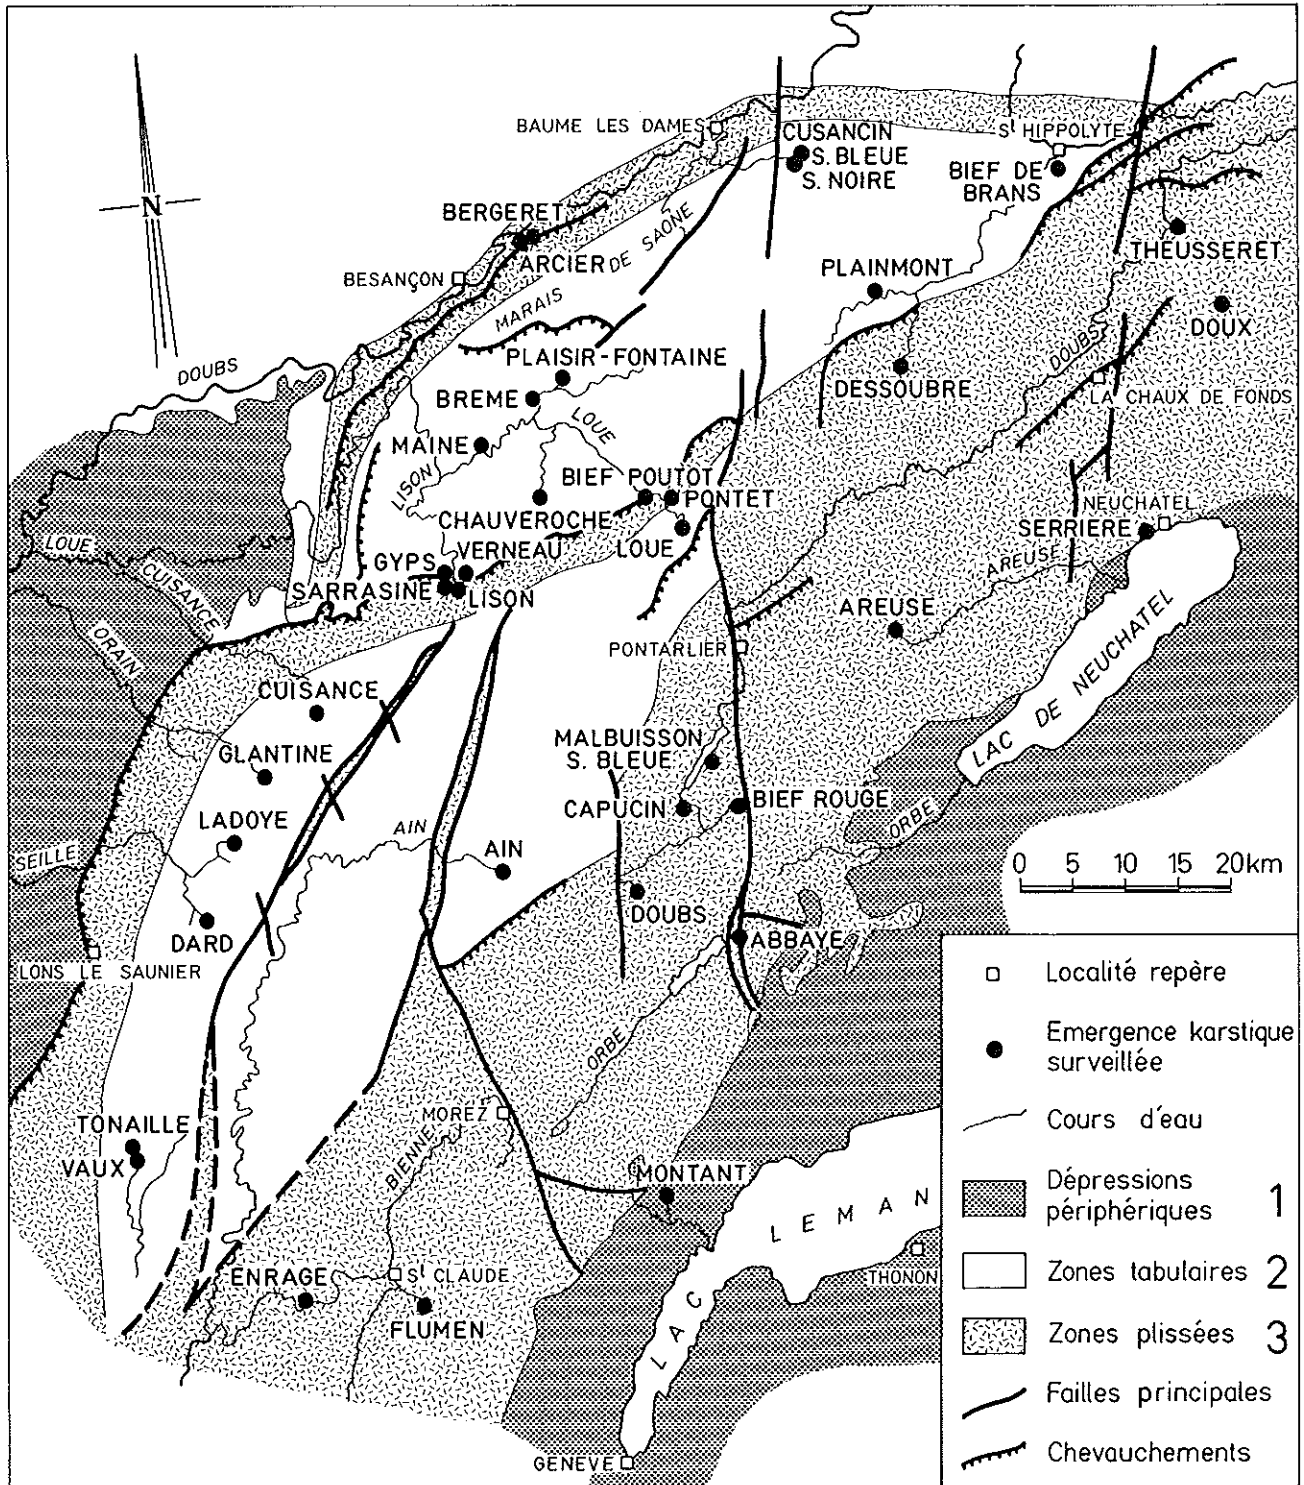 BAUME LES DAMES
CUSANCIN
S. BLEUE
S. NOIRE
St HIPPOLYTE
BIEF DE
BRANS
N
BERGERET
ARCIER
MARAIS DE SAÔNE
BESANÇON
THEUSSERET
PLAINMONT
DOUX
DOUBS
PLAISIR-FONTAINE
DESSOUBRE
DOUBS
LA CHAUX DE FONDS
BREME
LOUE
MAINE
LISON
BIEF POUTOT
PONTET
CHAUVEROCHE
LOUE
NEUCHATEL
SERRIERE
LOUE
VERNEAU
GYPS
SARRASINE
LISON
AREUSE
CUISANCE
AREUSE
ORAIN
PONTARLIER
LAC DE NEUCHATEL
CUISANCE
GLANTINE
MALBUISSON
S. BLEUE
CAPUCIN
BIEF ROUGE
LADOYE
ORBE
SEILLE
AIN
AIN
0 5 10 15 20km
DOUBS
DARD
ABBAYE
LONS LE SAUNIER
ORBE
TONAILLE
VAUX
MOREZ
BIENNE
MONTANT
LAC LEMAN
THONON
ENRAGE
St CLAUDE
FLUMEN
GENEVE
Localité repère
Emergence karstique
surveillée
Cours d'eau
Dépressions
périphériques 1
Zones tabulaires 2
Zones plissées 3
Failles principales
Chevauchements